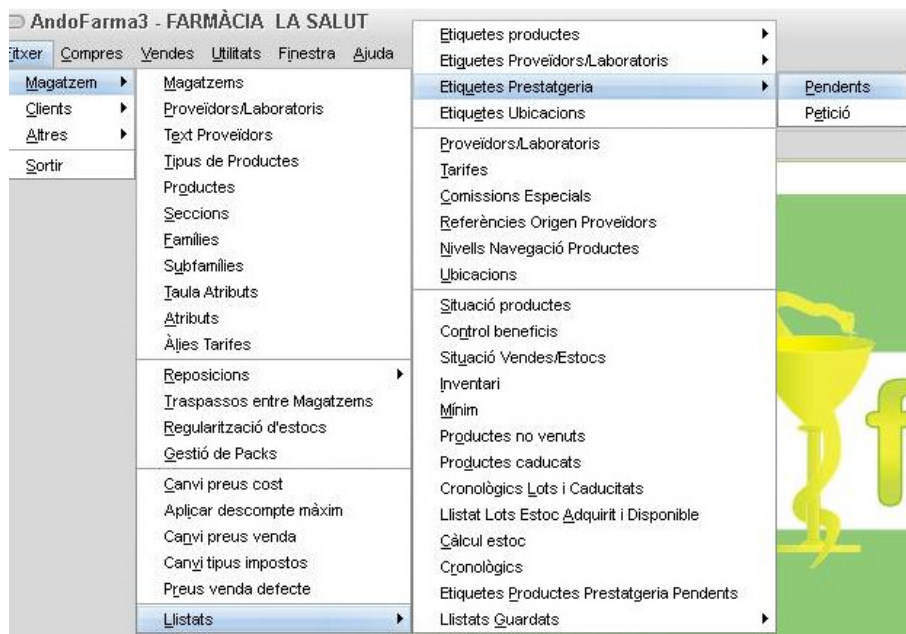 AndoFarma3 - FARMÀCIA LA SALUT
Fitxer Compres Vendes Utilitats Finestra Ajuda
Magatzem
Clients
Altres
Sortir
Magatzems
Proveïdors/Laboratoris
Text Proveïdors
Tipus de Productes
Productes
Seccions
Famílies
Subfamílies
Taula Atributs
Atributs
Àlies Tarifes
Reposicions
Traspassos entre Magatzems
Regularització d'estocs
Gestió de Packs
Canvi preus cost
Aplicar descompte màxim
Canvi preus venda
Canvi tipus impostos
Preus venda defecte
Llistats
Etiquetes productes
Etiquetes Proveïdors/Laboratoris
Etiquetes Prestatgeria
Etiquetes Ubicacions
Proveïdors/Laboratoris
Tarifes
Comissions Especials
Referències Origen Proveïdors
Nivells Navegació Productes
Ubicacions
Situació productes
Control beneficis
Situació Vendes/Estocs
Inventari
Mínim
Productes no venuts
Productes caducats
Cronològics Lots i Caducitats
Llistat Lots Estoc Adquirit i Disponible
Càlcul estoc
Cronològics
Etiquetes Productes Prestatgeria Pendents
Llistats Guardats
Pendents
Petició
f